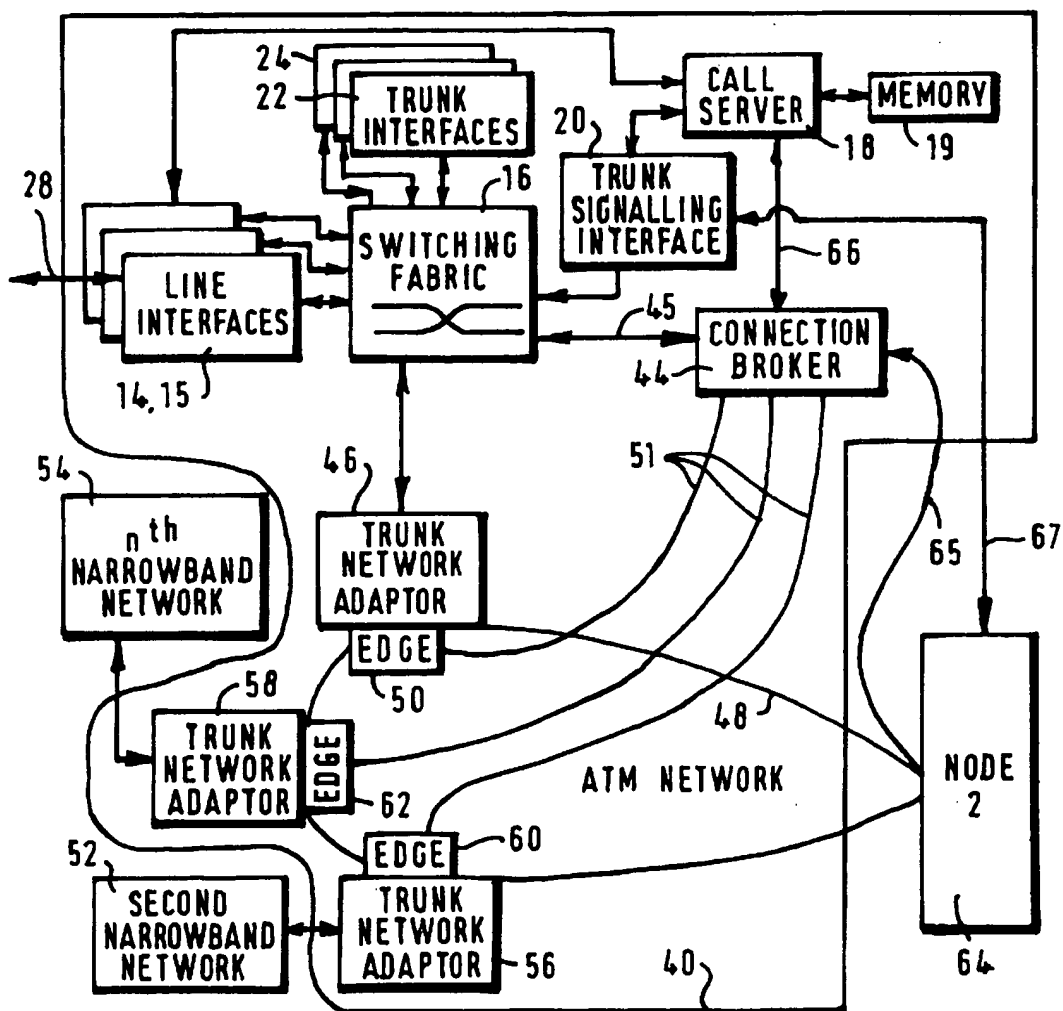 24
22
TRUNK
INTERFACES
CALL
SERVER
18
MEMORY
19
20
TRUNK
SIGNALLING
INTERFACE
28
16
SWITCHING
FABRIC
LINE
INTERFACES
14,15
66
45
CONNECTION
BROKER
44
54
nth
NARROWBAND
NETWORK
46
TRUNK
NETWORK
ADAPTOR
EDGE
50
51
65
67
58
TRUNK
NETWORK
ADAPTOR
EDGE
62
48
ATM NETWORK
NODE
2
64
52
SECOND
NARROWBAND
NETWORK
EDGE
60
TRUNK
NETWORK
ADAPTOR
56
40